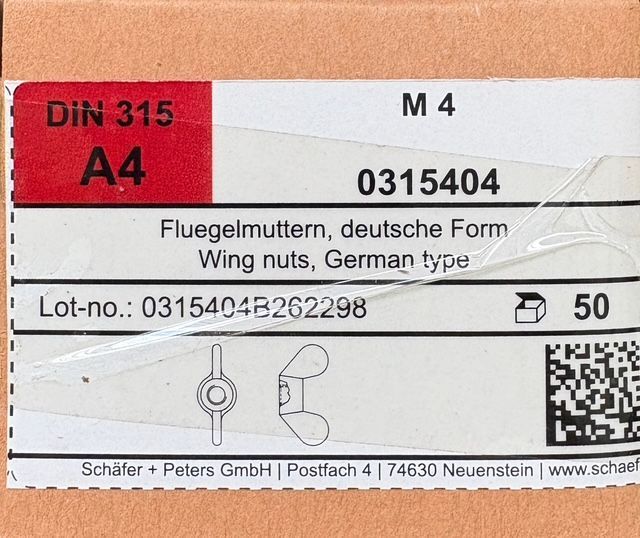 DIN 315
A4
M 4
0315404
Fluegelmuttern, deutsche Form
Wing nuts, German type
Lot-no.: 0315404B262298
50
Schäfer + Peters GmbH | Postfach 4 | 74630 Neuenstein | www.schaef